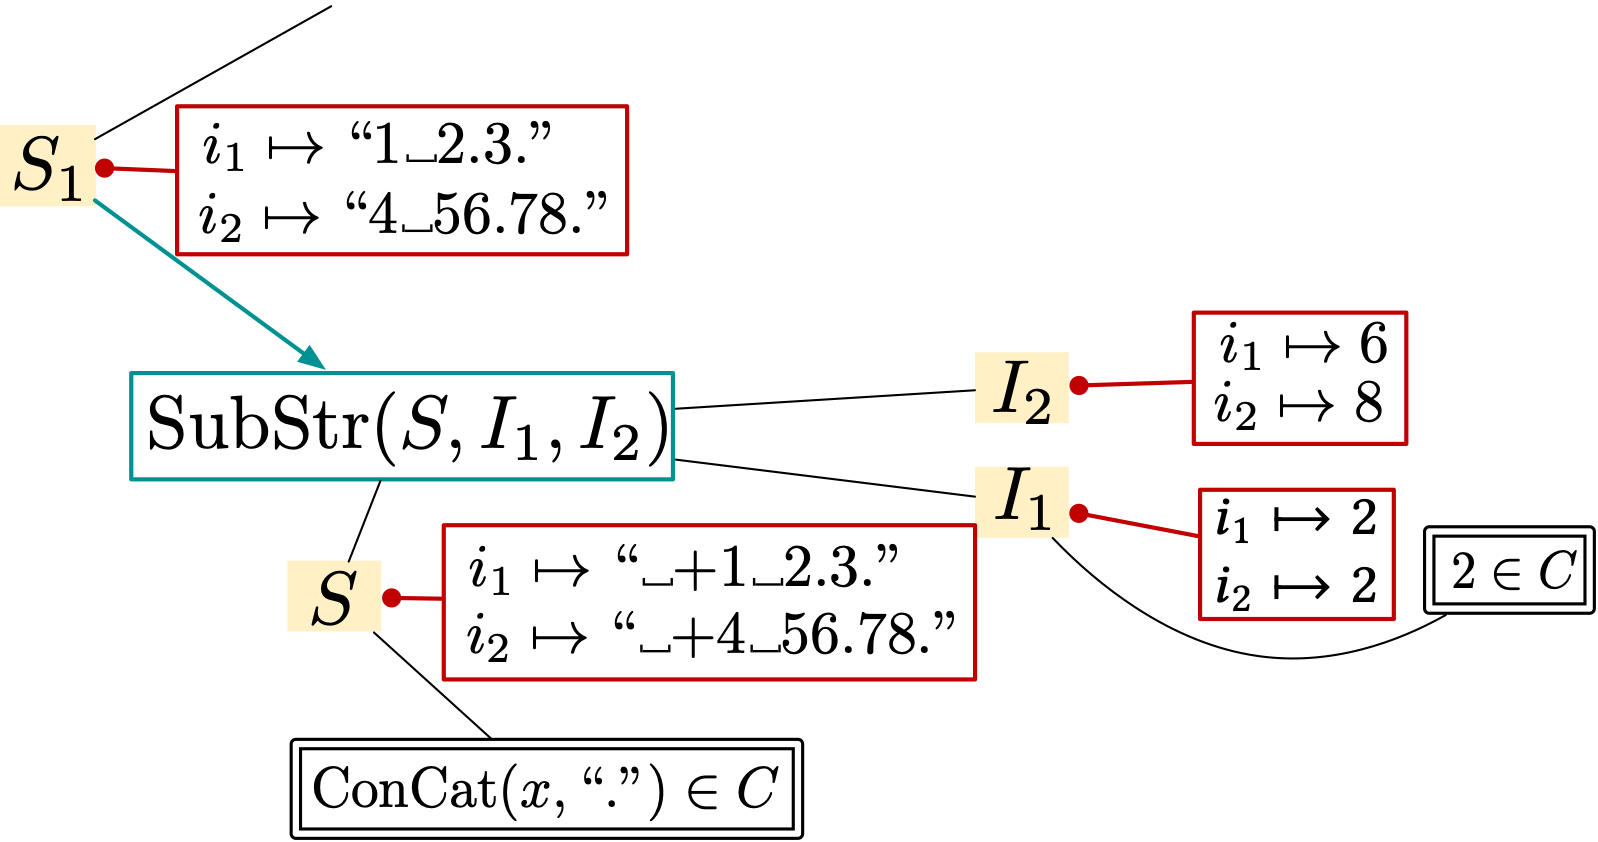 S₁
i₁ ↦ “1␣2.3.”
i₂ ↦ “4␣56.78.”
SubStr(S, I₁, I₂)
I₂
i₁ ↦ 6
i₂ ↦ 8
I₁
i₁ ↦ 2
i₂ ↦ 2
2 ∈ C
S
i₁ ↦ “␣+1␣2.3.”
i₂ ↦ “␣+4␣56.78.”
ConCat(x, “.”) ∈ C